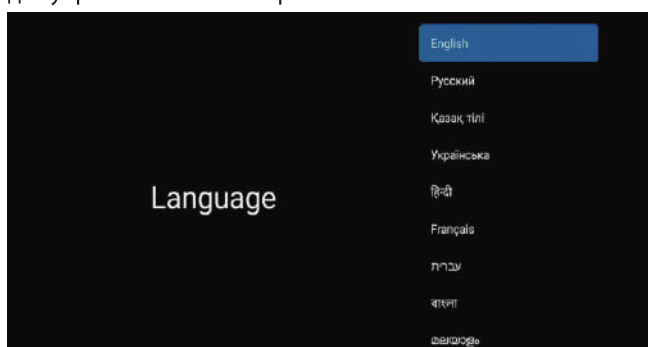 Language
English
Русский
Қазақ тілі
Українська
हिन्दी
Français
עברית
বাংলা
മലയാളം